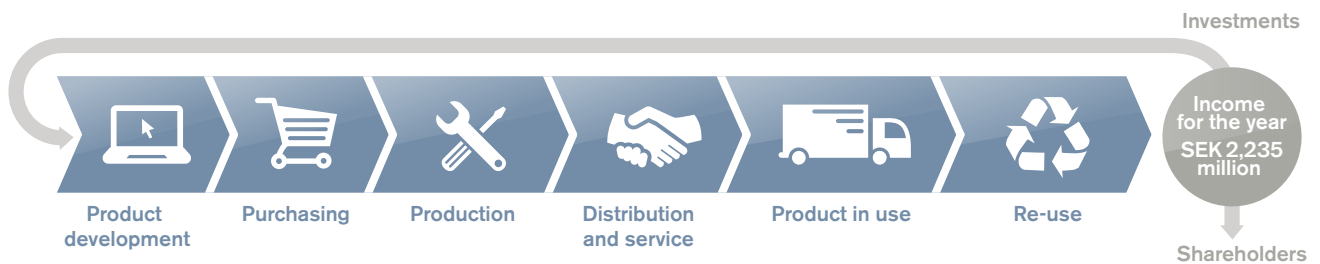 Investments
Income
for the year
SEK 2,235
million
Product
development
Purchasing
Production
Distribution
and service
Product in use
Re-use
Shareholders